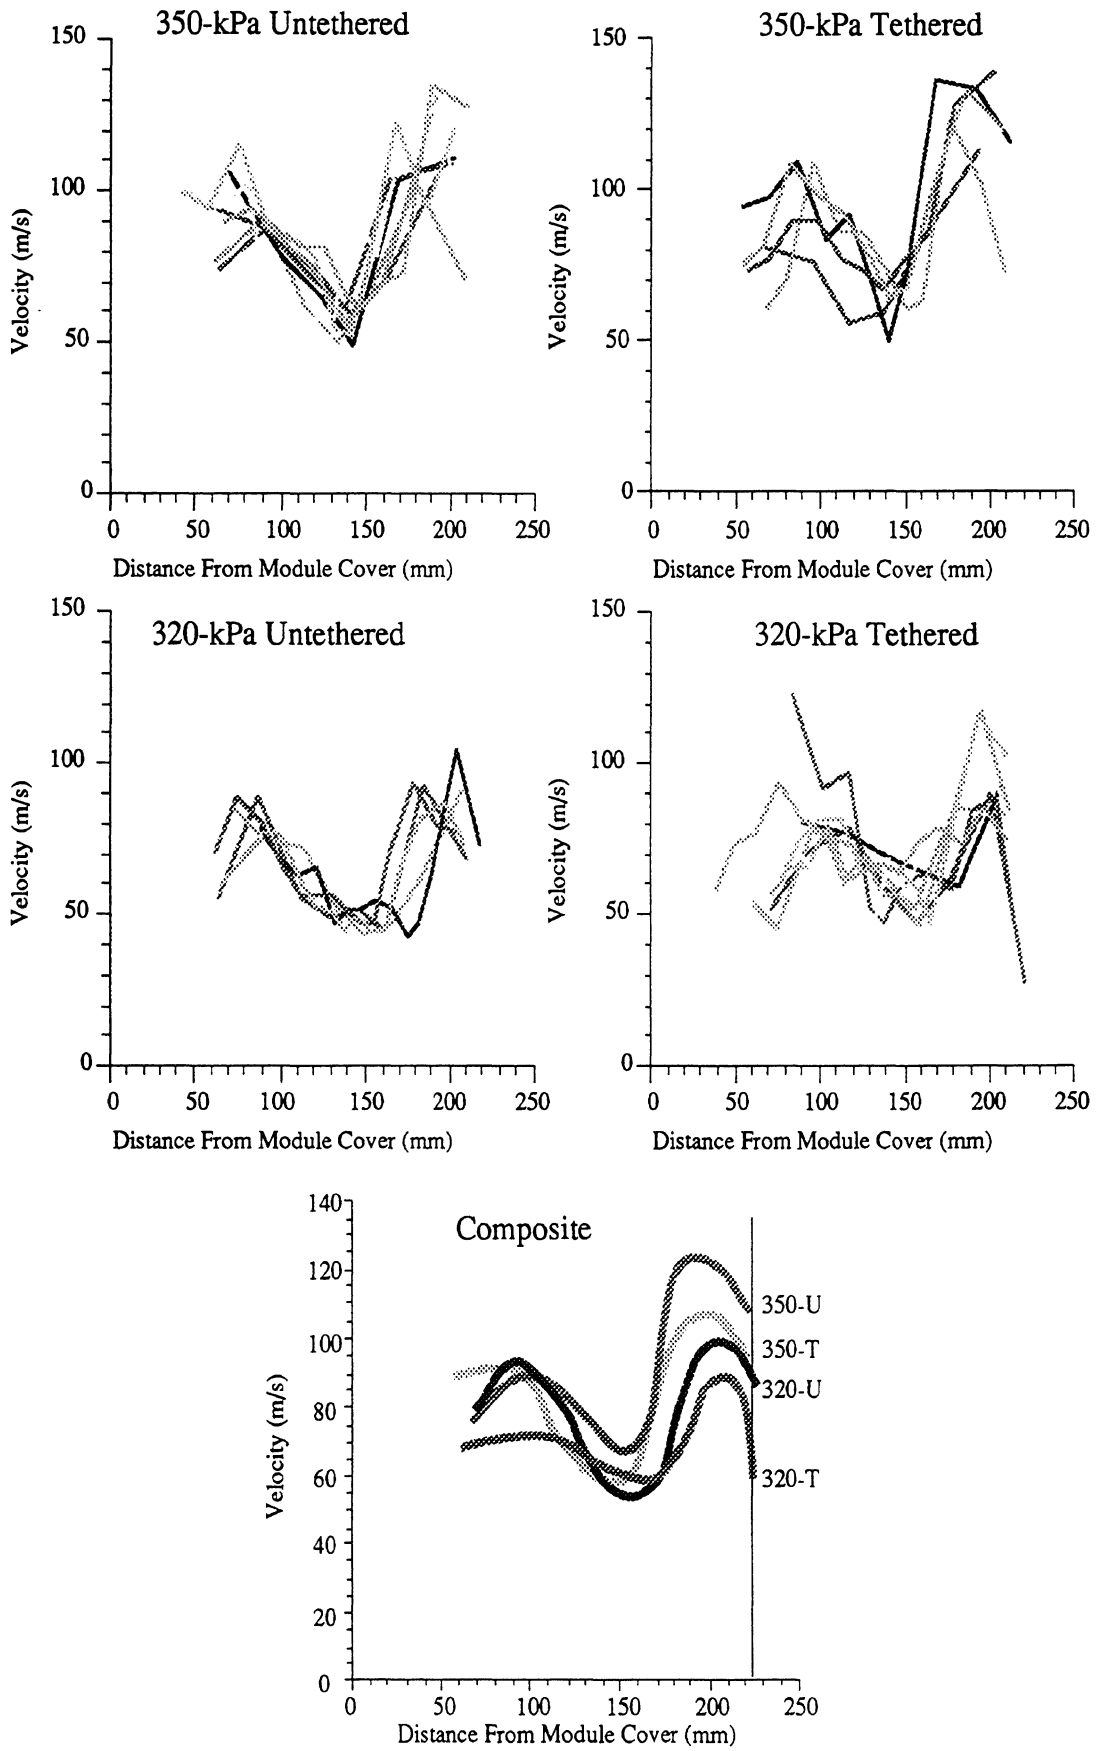 350-kPa Untethered
150
100
50
0
Velocity (m/s)
0 50 100 150 200 250
Distance From Module Cover (mm)
350-kPa Tethered
150
100
50
0
Velocity (m/s)
0 50 100 150 200 250
Distance From Module Cover (mm)
320-kPa Untethered
150
100
50
0
Velocity (m/s)
0 50 100 150 200 250
Distance From Module Cover (mm)
320-kPa Tethered
150
100
50
0
Velocity (m/s)
0 50 100 150 200 250
Distance From Module Cover (mm)
Composite
140
120
100
80
60
40
20
0
Velocity (m/s)
350-U
350-T
320-U
320-T
0 50 100 150 200 250
Distance From Module Cover (mm)